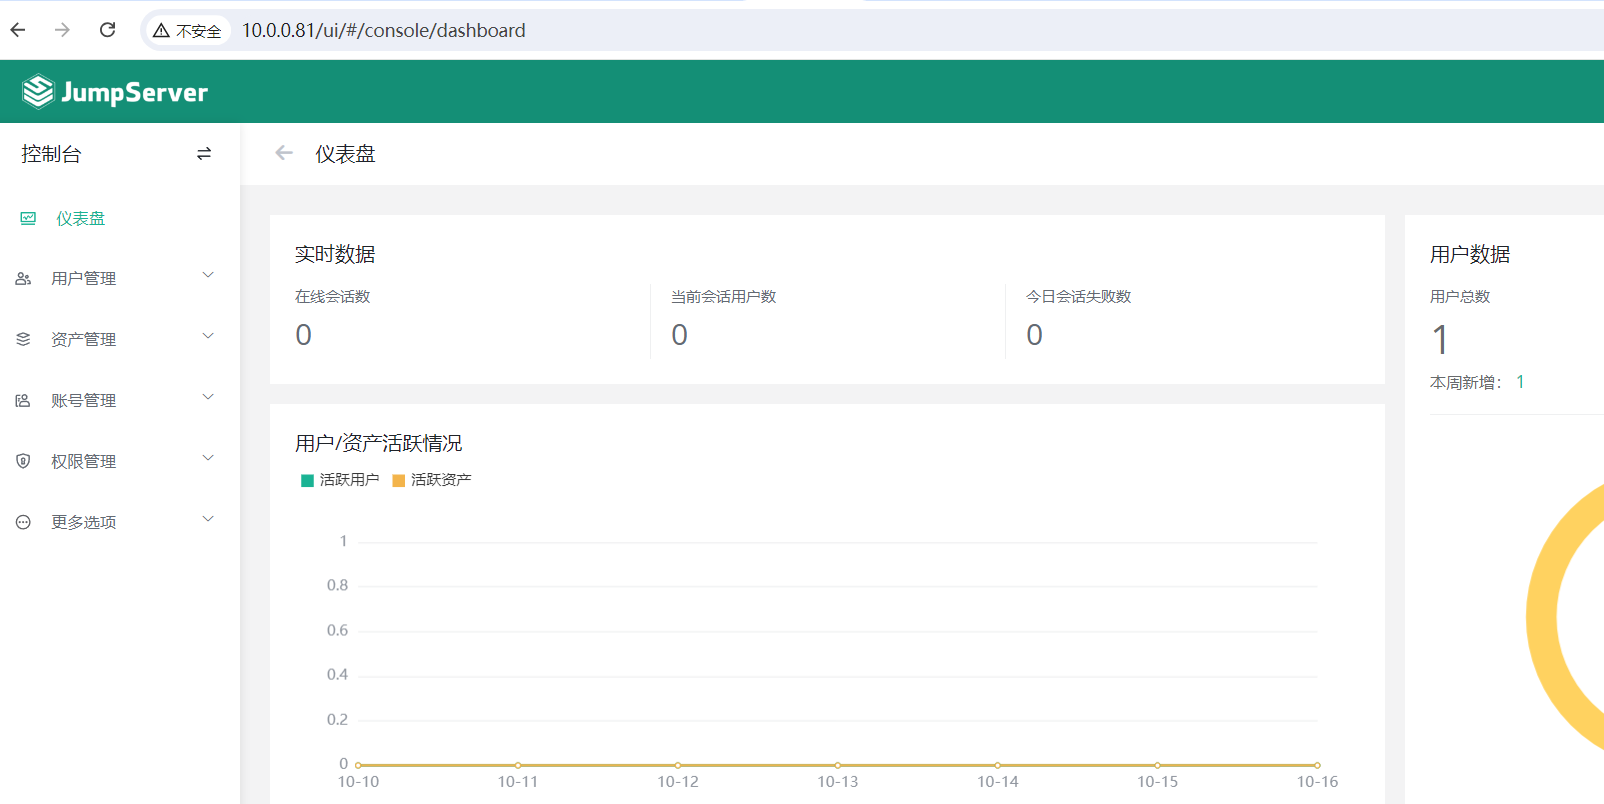 不安全 10.0.0.81/ui/#/console/dashboard
JumpServer
控制台
仪表盘
用户管理
资产管理
账号管理
权限管理
更多选项
仪表盘
实时数据
在线会话数
0
当前会话用户数
0
今日会话失败数
0
用户/资产活跃情况
活跃用户 活跃资产
1
0.8
0.6
0.4
0.2
0
10-10 10-11 10-12 10-13 10-14 10-15 10-16
用户数据
用户总数
1
本周新增： 1